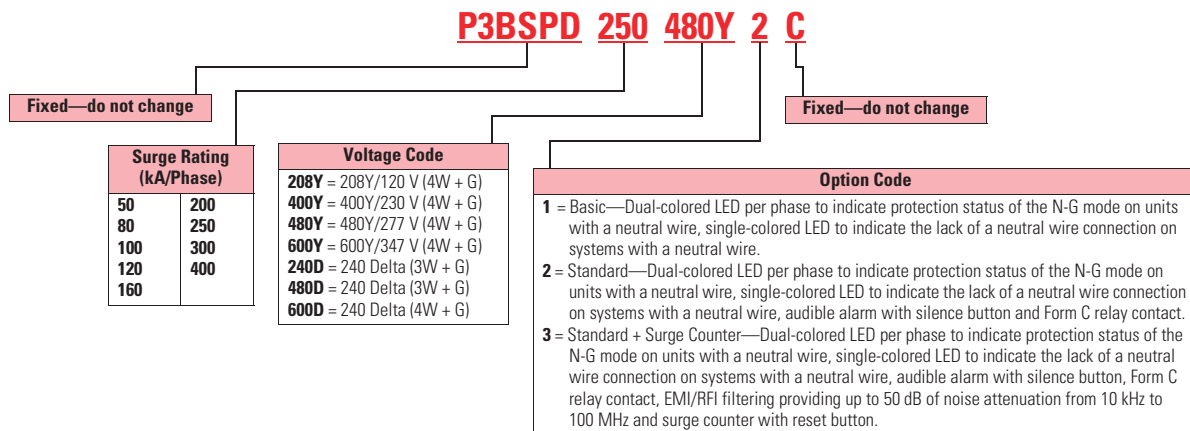 P3BSPD 250 480Y 2 C
Fixed—do not change
Fixed—do not change
Surge Rating
(kA/Phase)
50 200
80 250
100 300
120 400
160
Voltage Code
208Y = 208Y/120 V (4W + G)
400Y = 400Y/230 V (4W + G)
480Y = 480Y/277 V (4W + G)
600Y = 600Y/347 V (4W + G)
240D = 240 Delta (3W + G)
480D = 240 Delta (3W + G)
600D = 240 Delta (4W + G)
Option Code
1 = Basic—Dual-colored LED per phase to indicate protection status of the N-G mode on units
with a neutral wire, single-colored LED to indicate the lack of a neutral wire connection on
systems with a neutral wire.
2 = Standard—Dual-colored LED per phase to indicate protection status of the N-G mode on
units with a neutral wire, single-colored LED to indicate the lack of a neutral wire connection
on systems with a neutral wire, audible alarm with silence button and Form C relay contact.
3 = Standard + Surge Counter—Dual-colored LED per phase to indicate protection status of the
N-G mode on units with a neutral wire, single-colored LED to indicate the lack of a neutral
wire connection on systems with a neutral wire, audible alarm with silence button, Form C
relay contact, EMI/RFI filtering providing up to 50 dB of noise attenuation from 10 kHz to
100 MHz and surge counter with reset button.